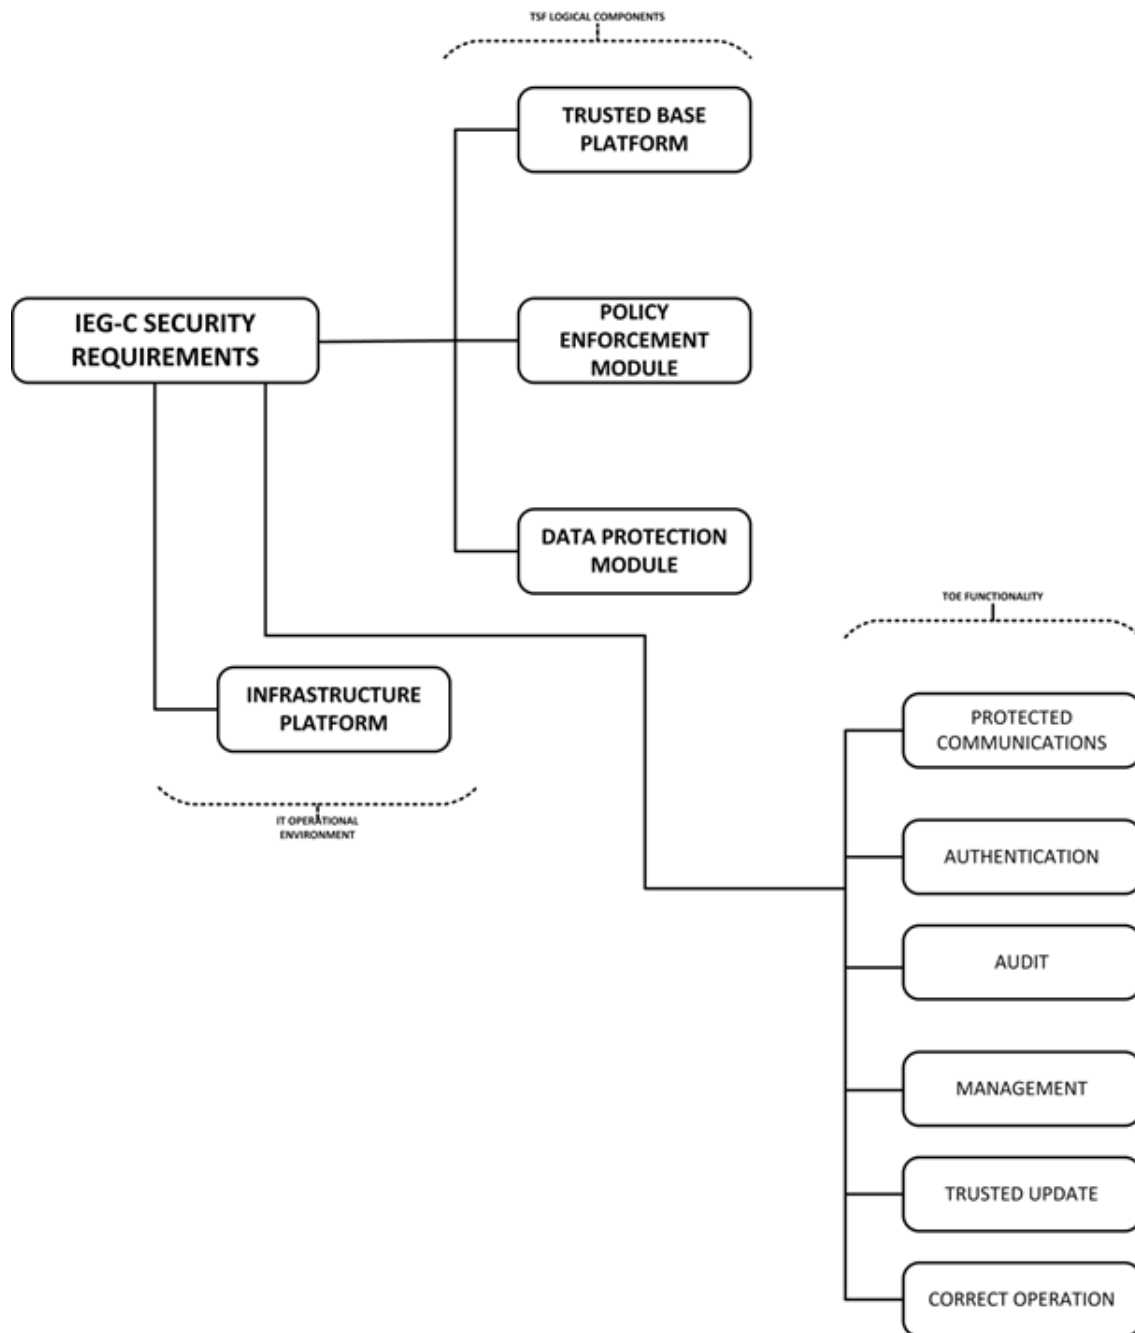 TSF LOGICAL COMPONENTS
TRUSTED BASE
PLATFORM
IEG-C SECURITY
REQUIREMENTS
POLICY
ENFORCEMENT
MODULE
DATA PROTECTION
MODULE
TOE FUNCTIONALITY
INFRASTRUCTURE
PLATFORM
IT OPERATIONAL
ENVIRONMENT
PROTECTED
COMMUNICATIONS
AUTHENTICATION
AUDIT
MANAGEMENT
TRUSTED UPDATE
CORRECT OPERATION